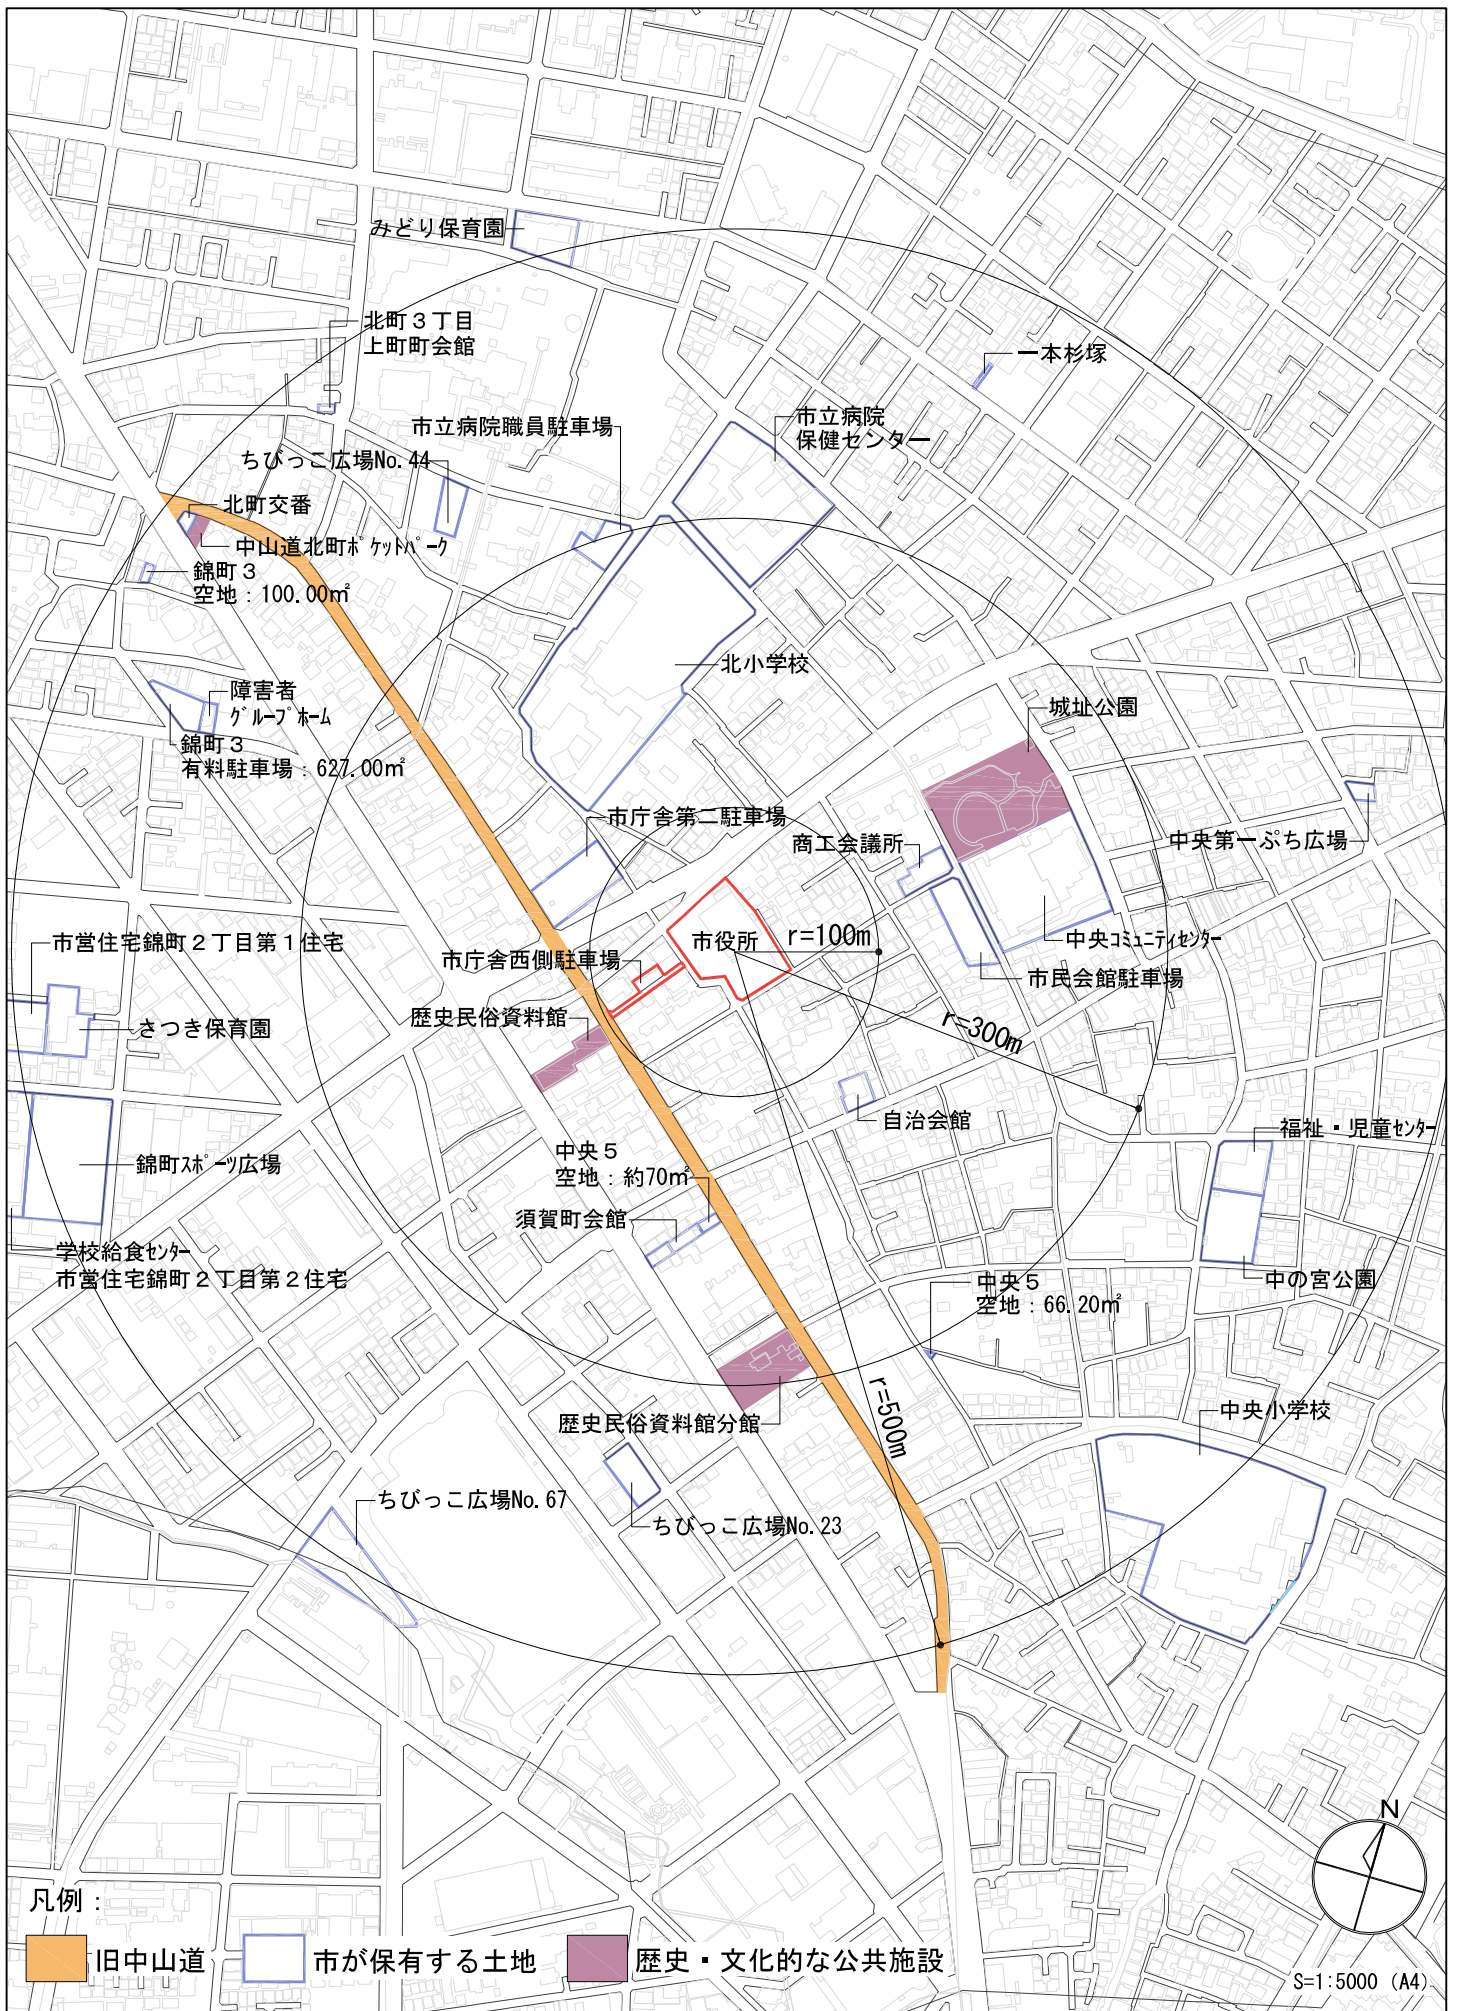 みどり保育園
北町３丁目
上町町会館
一本杉塚
市立病院職員駐車場
市立病院
保健センター
ちびっこ広場No.44
北町交番
中山道北町ﾎﾟｹｯﾄﾊﾟｰｸ
錦町３
空地：100.00㎡
北小学校
障害者
ｸﾞﾙｰﾌﾟﾎｰﾑ
城址公園
錦町３
有料駐車場：627.00㎡
市庁舎第二駐車場
商工会議所
中央第一ぷち広場
市営住宅錦町２丁目第１住宅
市役所
r=100m
中央ｺﾐｭﾆﾃｨｾﾝﾀｰ
市庁舎西側駐車場
市民会館駐車場
歴史民俗資料館
さつき保育園
r=300m
自治会館
福祉・児童ｾﾝﾀｰ
中央５
空地：約70㎡
錦町ｽﾎﾟｰﾂ広場
須賀町会館
学校給食ｾﾝﾀｰ
市営住宅錦町２丁目第２住宅
中の宮公園
中央５
空地：66.20㎡
r=500m
歴史民俗資料館分館
中央小学校
ちびっこ広場No.67
ちびっこ広場No.23
N
凡例：
旧中山道
市が保有する土地
歴史・文化的な公共施設
S=1:5000 (A4)